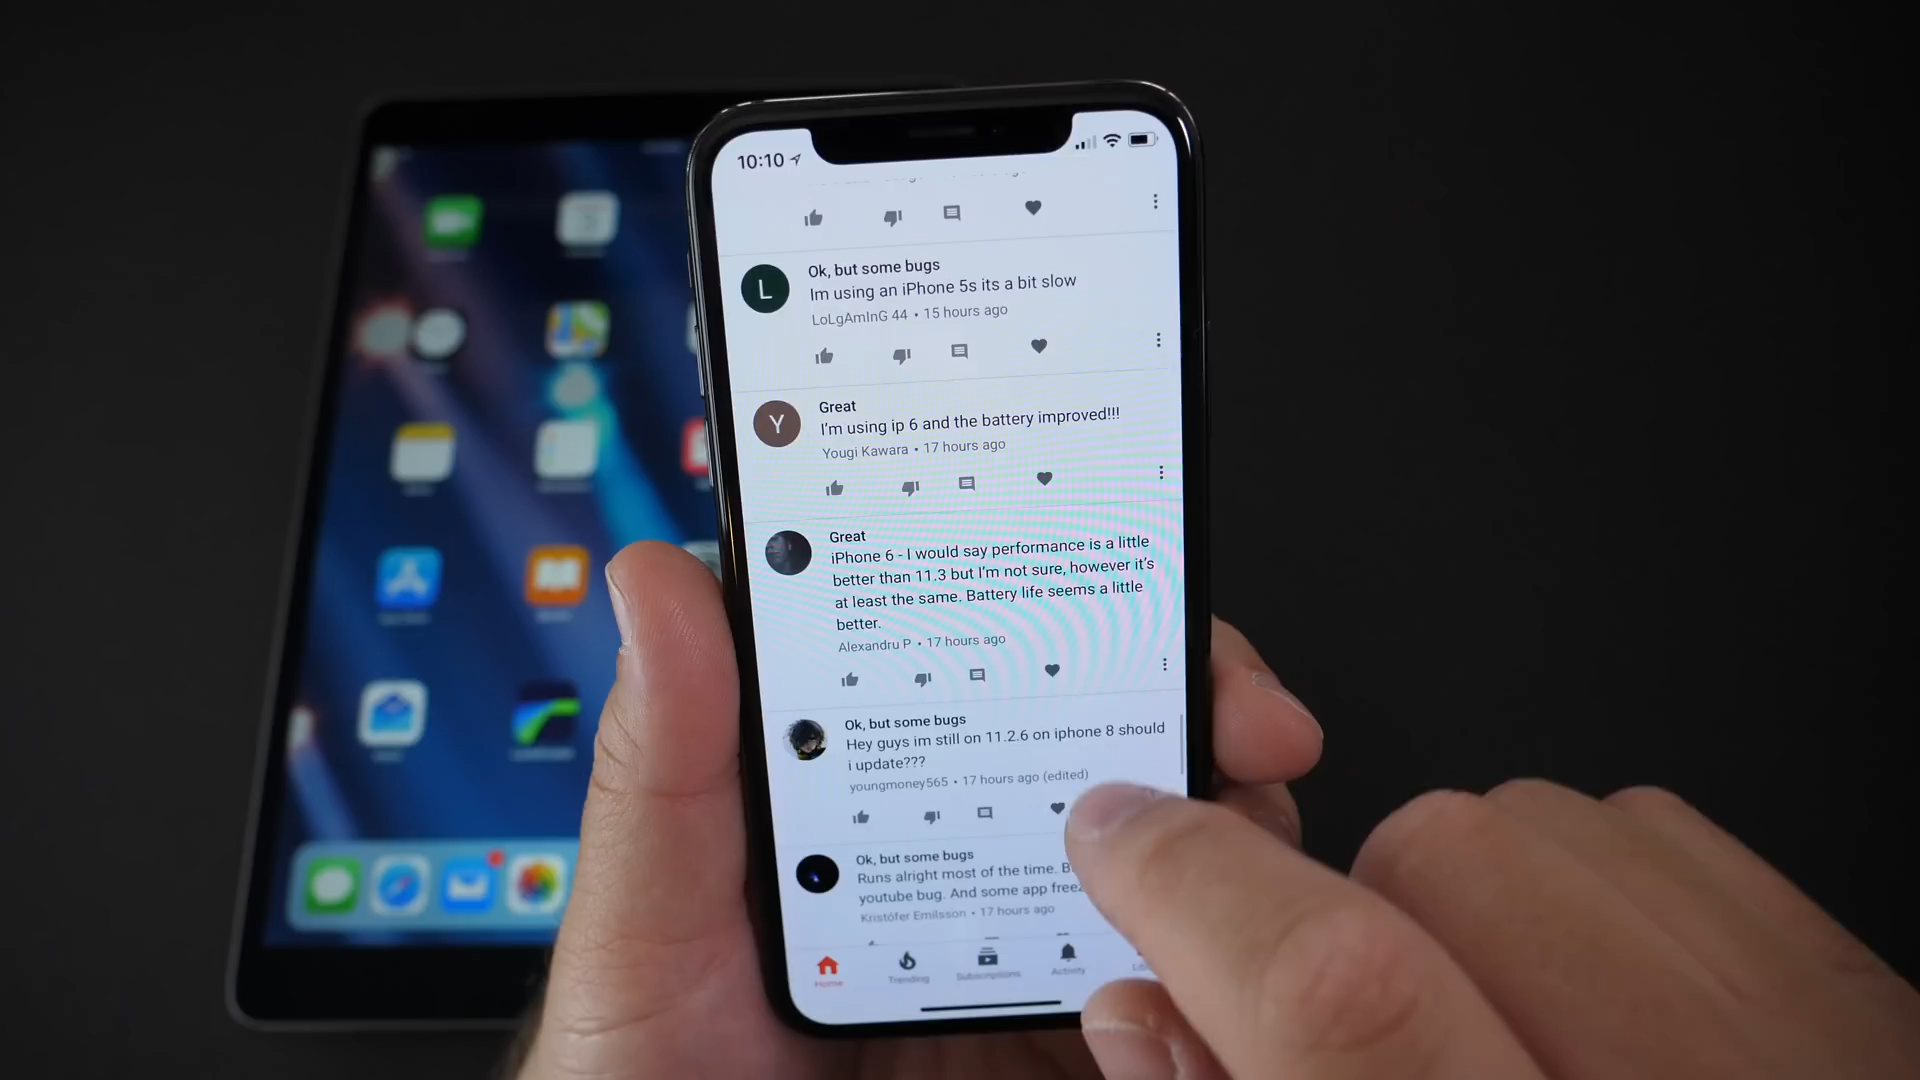 10:10
L
Ok, but some bugs
Im using an iPhone 5s its a bit slow
LoLgAmInG 44 • 15 hours ago
Y
Great
I'm using ip 6 and the battery improved!!!
Yougi Kawara • 17 hours ago
Great
iPhone 6 - I would say performance is a little
better than 11.3 but I'm not sure, however it's
at least the same. Battery life seems a little
better.
Alexandru P • 17 hours ago
Ok, but some bugs
Hey guys im still on 11.2.6 on iphone 8 should
i update???
youngmoney565 • 17 hours ago (edited)
Ok, but some bugs
Runs alright most of the time.
youtube bug. And some app
Kristófer Emilsson • 17 hours ago
Home
Trending
Subscriptions
Activity